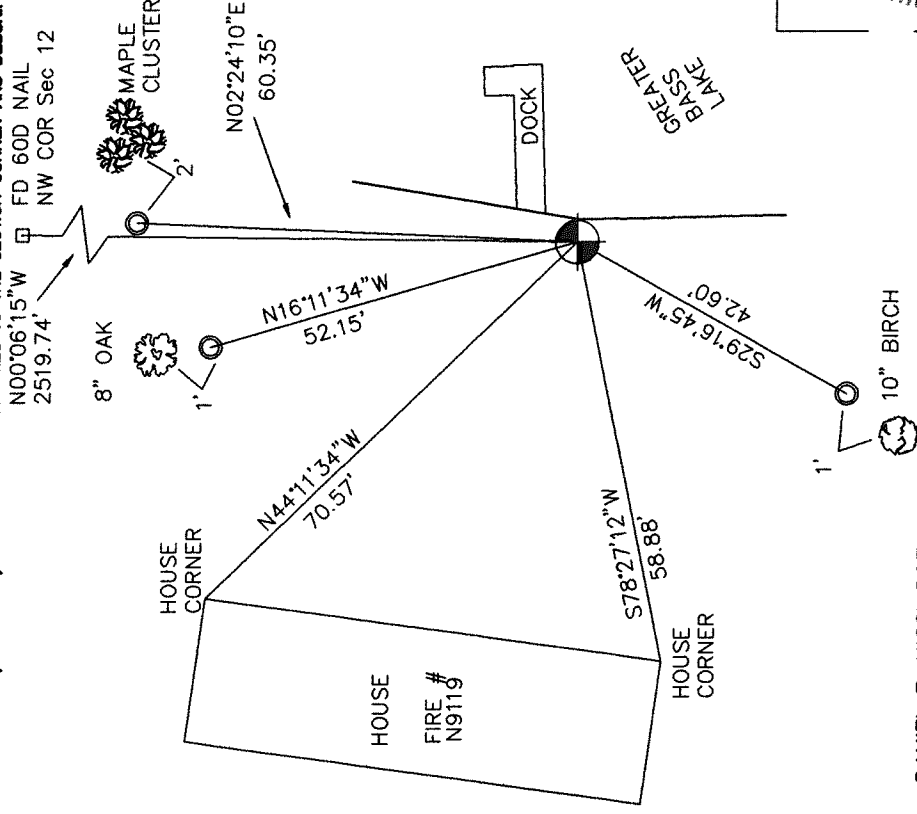 N00°06'15"W
2519.74'
FD 60D NAIL
NW COR Sec 12
MAPLE
CLUSTER
2'
N02°24'10"E
60.35'
8" OAK
1'
N16°11'34"W
52.15'
DOCK
GREATER
BASS
LAKE
N44°11'34"W
70.57'
HOUSE
CORNER
HOUSE
FIRE #
N9119
S78°27'12"W
58.88'
HOUSE
CORNER
S29°16'45"W
42.60'
1'
10" BIRCH